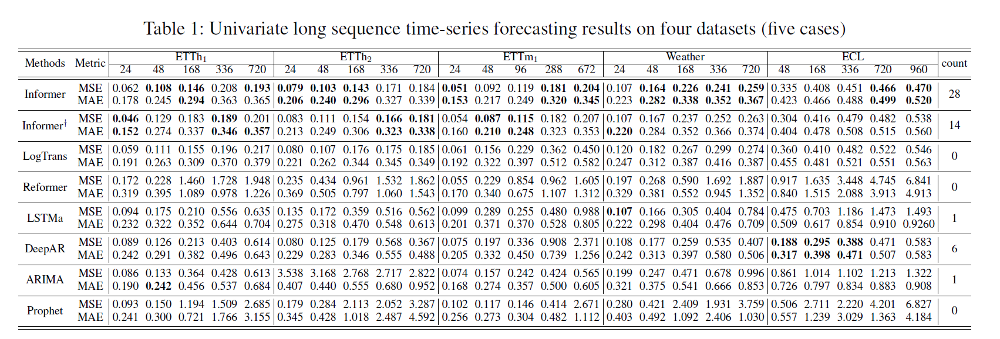 Table 1: Univariate long sequence time-series forecasting results on four datasets (five cases)
Methods Metric ETTh1 ETTh2 ETTm1 Weather ECL count
24 48 168 336 720 24 48 168 336 720 24 48 96 288 672 24 48 168 336 720 48 168 336 720 960
Informer MSE 0.062 0.108 0.146 0.208 0.193 0.079 0.103 0.143 0.171 0.184 0.051 0.092 0.119 0.181 0.204 0.107 0.164 0.226 0.241 0.259 0.335 0.408 0.451 0.466 0.470 28
MAE 0.178 0.245 0.294 0.363 0.365 0.206 0.240 0.296 0.327 0.339 0.153 0.217 0.249 0.320 0.345 0.223 0.282 0.338 0.352 0.367 0.423 0.466 0.488 0.499 0.520
Informer† MSE 0.046 0.129 0.183 0.189 0.201 0.083 0.111 0.154 0.166 0.181 0.054 0.087 0.115 0.182 0.207 0.107 0.167 0.237 0.252 0.263 0.304 0.416 0.479 0.482 0.538 14
MAE 0.152 0.274 0.337 0.346 0.357 0.213 0.249 0.306 0.323 0.338 0.160 0.210 0.248 0.323 0.353 0.220 0.284 0.352 0.366 0.374 0.404 0.478 0.508 0.515 0.560
LogTrans MSE 0.059 0.111 0.155 0.196 0.217 0.080 0.107 0.176 0.175 0.185 0.061 0.156 0.229 0.362 0.450 0.120 0.182 0.267 0.299 0.274 0.360 0.410 0.482 0.522 0.546 0
MAE 0.191 0.263 0.309 0.370 0.379 0.221 0.262 0.344 0.345 0.349 0.192 0.322 0.397 0.512 0.582 0.247 0.312 0.387 0.416 0.387 0.455 0.481 0.521 0.551 0.563
Reformer MSE 0.172 0.228 1.460 1.728 1.948 0.235 0.434 0.961 1.532 1.862 0.055 0.229 0.854 0.962 1.605 0.197 0.268 0.590 1.692 1.887 0.917 1.635 3.448 4.745 6.841 0
MAE 0.319 0.395 1.089 0.978 1.226 0.369 0.505 0.797 1.060 1.543 0.170 0.340 0.675 1.107 1.312 0.329 0.381 0.552 0.945 1.352 0.840 1.515 2.088 3.913 4.913
LSTMa MSE 0.094 0.175 0.210 0.556 0.635 0.135 0.172 0.359 0.516 0.562 0.099 0.289 0.255 0.480 0.988 0.107 0.166 0.305 0.404 0.784 0.475 0.703 1.186 1.473 1.493 1
MAE 0.232 0.322 0.352 0.644 0.704 0.275 0.318 0.470 0.548 0.613 0.201 0.371 0.370 0.528 0.805 0.222 0.298 0.404 0.476 0.709 0.509 0.617 0.854 0.910 0.9260
DeepAR MSE 0.089 0.126 0.213 0.403 0.614 0.080 0.125 0.179 0.568 0.367 0.075 0.197 0.336 0.908 2.371 0.108 0.177 0.259 0.535 0.407 0.188 0.295 0.388 0.471 0.583 6
MAE 0.242 0.291 0.382 0.496 0.643 0.229 0.283 0.346 0.555 0.488 0.205 0.332 0.450 0.739 1.256 0.242 0.313 0.397 0.580 0.506 0.317 0.398 0.471 0.507 0.583
ARIMA MSE 0.086 0.133 0.364 0.428 0.613 3.538 3.168 2.768 2.717 2.822 0.074 0.157 0.242 0.424 0.565 0.199 0.247 0.471 0.678 0.996 0.861 1.014 1.102 1.213 1.322 1
MAE 0.190 0.242 0.456 0.537 0.684 0.407 0.440 0.555 0.680 0.952 0.168 0.274 0.357 0.500 0.605 0.321 0.375 0.541 0.666 0.853 0.726 0.797 0.834 0.883 0.908
Prophet MSE 0.093 0.150 1.194 1.509 2.685 0.179 0.284 2.113 2.052 3.287 0.102 0.117 0.146 0.414 2.671 0.280 0.421 2.409 1.931 3.759 0.506 2.711 2.220 4.201 6.827 0
MAE 0.241 0.300 0.721 1.766 3.155 0.345 0.428 1.018 2.487 4.592 0.256 0.273 0.304 0.482 1.112 0.403 0.492 1.092 2.406 1.030 0.557 1.239 3.029 1.363 4.184